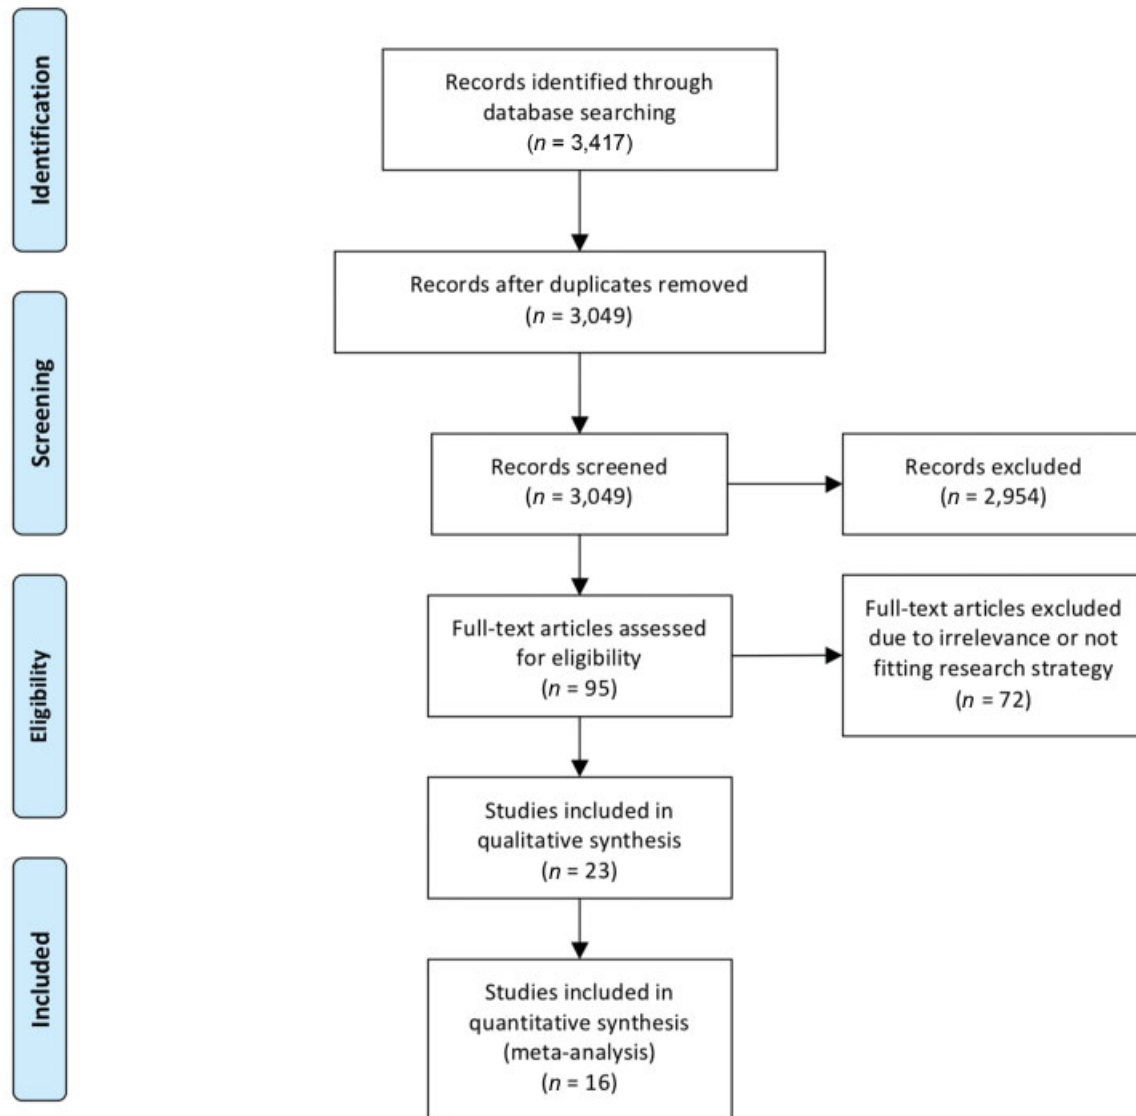 Identification
Records identified through
database searching
(n = 3,417)
Records after duplicates removed
(n = 3,049)
Screening
Records screened
(n = 3,049)
Records excluded
(n = 2,954)
Eligibility
Full-text articles assessed
for eligibility
(n = 95)
Full-text articles excluded
due to irrelevance or not
fitting research strategy
(n = 72)
Studies included in
qualitative synthesis
(n = 23)
Included
Studies included in
quantitative synthesis
(meta-analysis)
(n = 16)